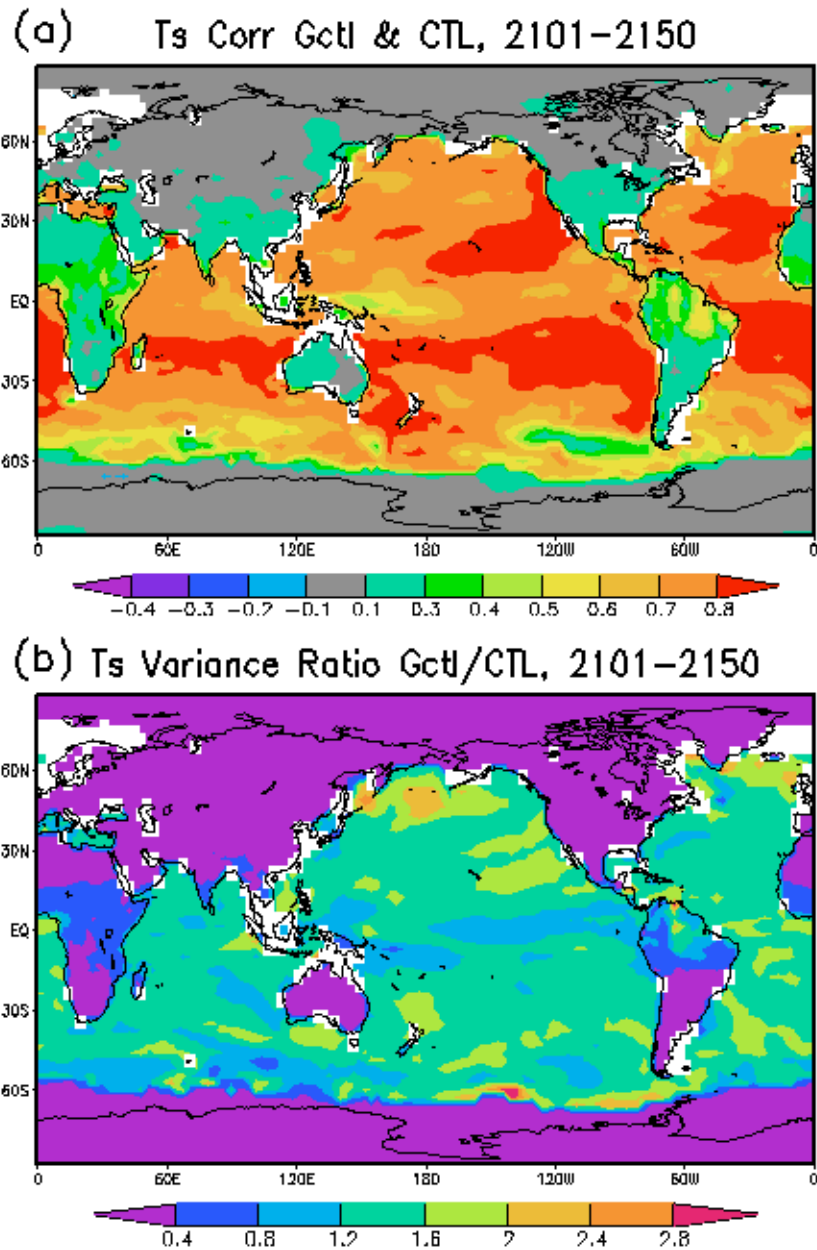 (a) Ts Corr Gctl & CTL, 2101-2150
60N
30N
EQ
30S
60S
0 60E 120E 180 120W 60W 0
-0.4 -0.3 -0.2 -0.1 0.1 0.3 0.4 0.5 0.6 0.7 0.8
(b) Ts Variance Ratio Gctl/CTL, 2101-2150
60N
30N
EQ
30S
60S
0 60E 120E 180 120W 60W 0
0.4 0.8 1.2 1.6 2 2.4 2.8